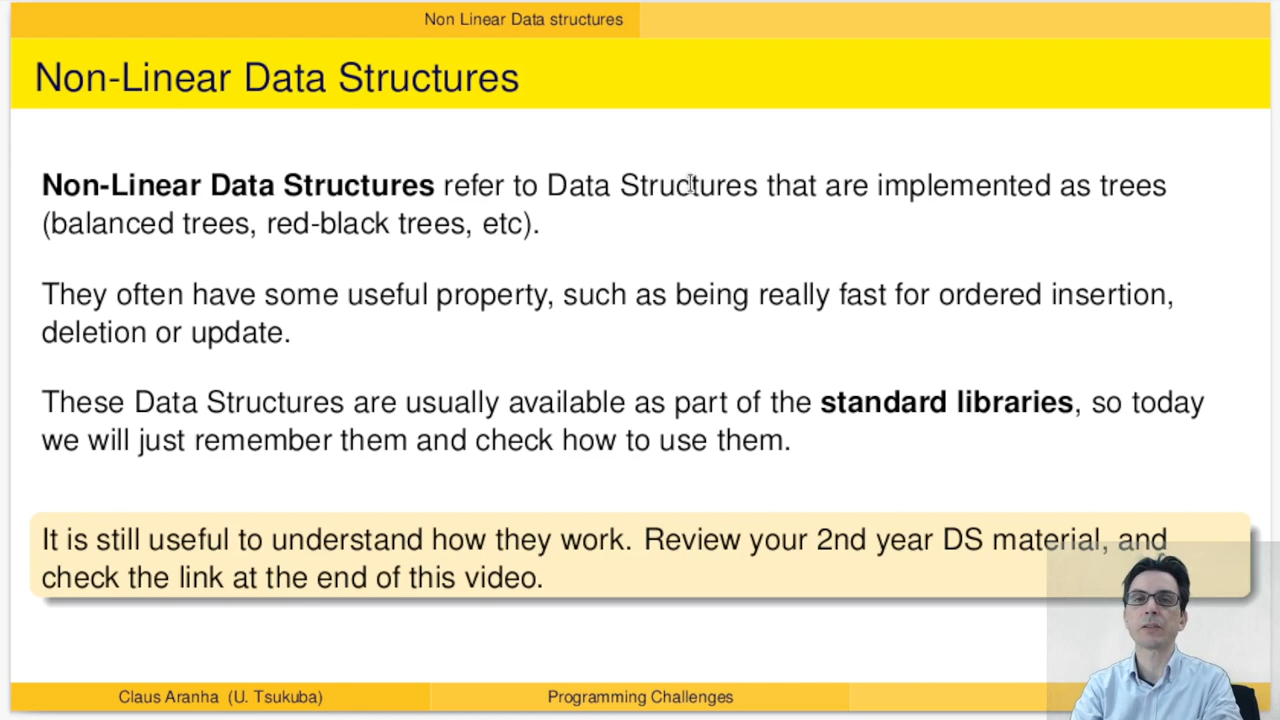 Non Linear Data structures
Non-Linear Data Structures
Non-Linear Data Structures refer to Data Structures that are implemented as trees
(balanced trees, red-black trees, etc).
They often have some useful property, such as being really fast for ordered insertion,
deletion or update.
These Data Structures are usually available as part of the standard libraries, so today
we will just remember them and check how to use them.
It is still useful to understand how they work. Review your 2nd year DS material, and
check the link at the end of this video.
Claus Aranha (U. Tsukuba)
Programming Challenges